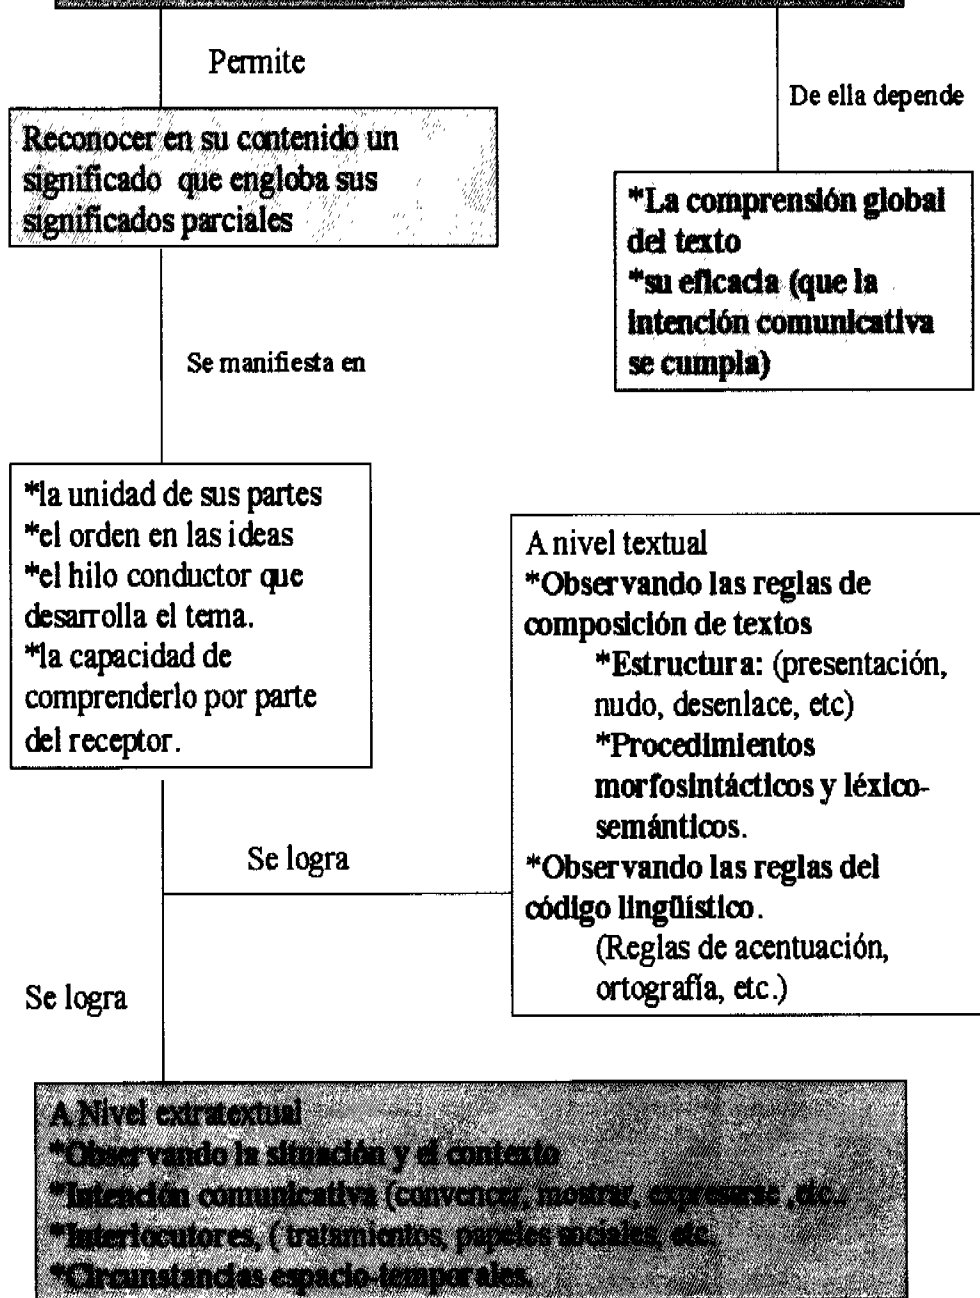 Permite
De ella depende
Reconocer en su contenido un
significado que engloba sus
significados parciales
*La comprensión global
del texto
*su eficacia (que la
intención comunicativa
se cumpla)
Se manifiesta en
*la unidad de sus partes
*el orden en las ideas
*el hilo conductor que
desarrolla el tema.
*la capacidad de
comprenderlo por parte
del receptor.
A nivel textual
*Observando las reglas de
composición de textos
*Estructura: (presentación,
nudo, desenlace, etc)
*Procedimientos
morfosintácticos y léxico-
semánticos.
*Observando las reglas del
código lingüístico.
(Reglas de acentuación,
ortografía, etc.)
Se logra
Se logra
A Nivel extratextual
*Observando la situación y el contexto
*Intención comunicativa (convencer, mostrar, expresarse ,etc..
*Interlocutores, ( tratamientos, papeles sociales, etc.
*Circunstancias espacio-temporales.